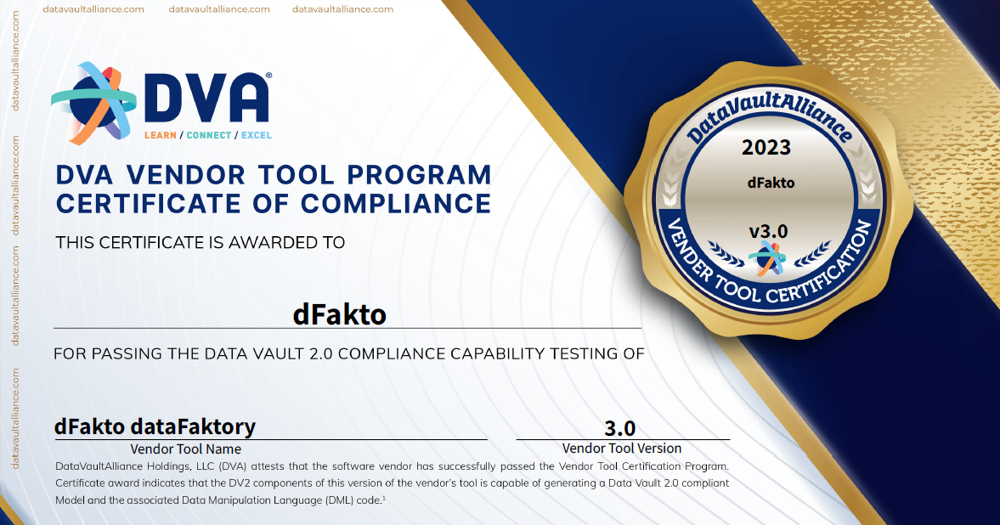 datavaultalliance.com datavaultalliance.com datavaultalliance.com
datavaultalliance.com
datavaultalliance.com
datavaultalliance.com
datavaultalliance.com
DVA®
LEARN / CONNECT / EXCEL
DVA VENDOR TOOL PROGRAM
CERTIFICATE OF COMPLIANCE
THIS CERTIFICATE IS AWARDED TO
dFakto
FOR PASSING THE DATA VAULT 2.0 COMPLIANCE CAPABILITY TESTING OF
dFakto dataFaktory
Vendor Tool Name
3.0
Vendor Tool Version
DataVaultAlliance Holdings, LLC (DVA) attests that the software vendor has successfully passed the Vendor Tool Certification Program.
Certificate award indicates that the DV2 components of this version of the vendor's tool is capable of generating a Data Vault 2.0 compliant
Model and the associated Data Manipulation Language (DML) code.¹
DataVaultAlliance
2023
dFakto
v3.0
VENDER TOOL CERTIFICATION